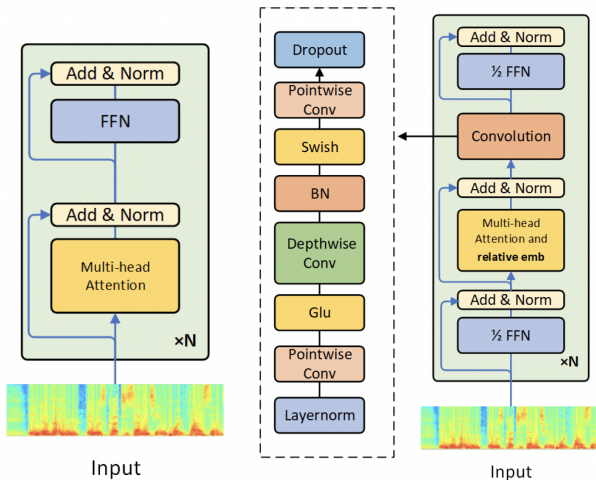 Add & Norm
FFN
Add & Norm
Multi-head
Attention
×N
Input
Dropout
Pointwise
Conv
Swish
BN
Depthwise
Conv
Glu
Pointwise
Conv
Layernorm
Add & Norm
½ FFN
Convolution
Add & Norm
Multi-head
Attention and
relative emb
Add & Norm
½ FFN
×N
Input